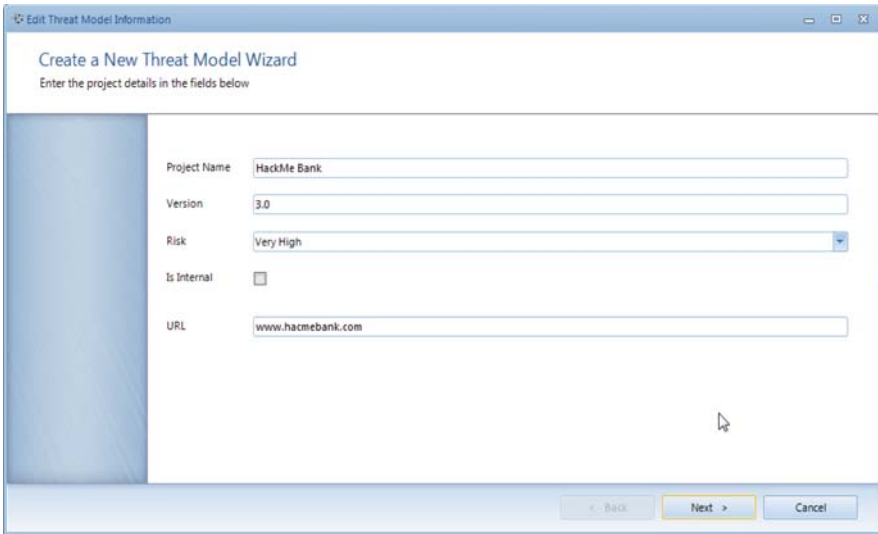 Edit Threat Model Information
Create a New Threat Model Wizard
Enter the project details in the fields below
Project Name HackMe Bank
Version 3.0
Risk Very High
Is Internal
URL www.hacmebank.com
< Back Next > Cancel